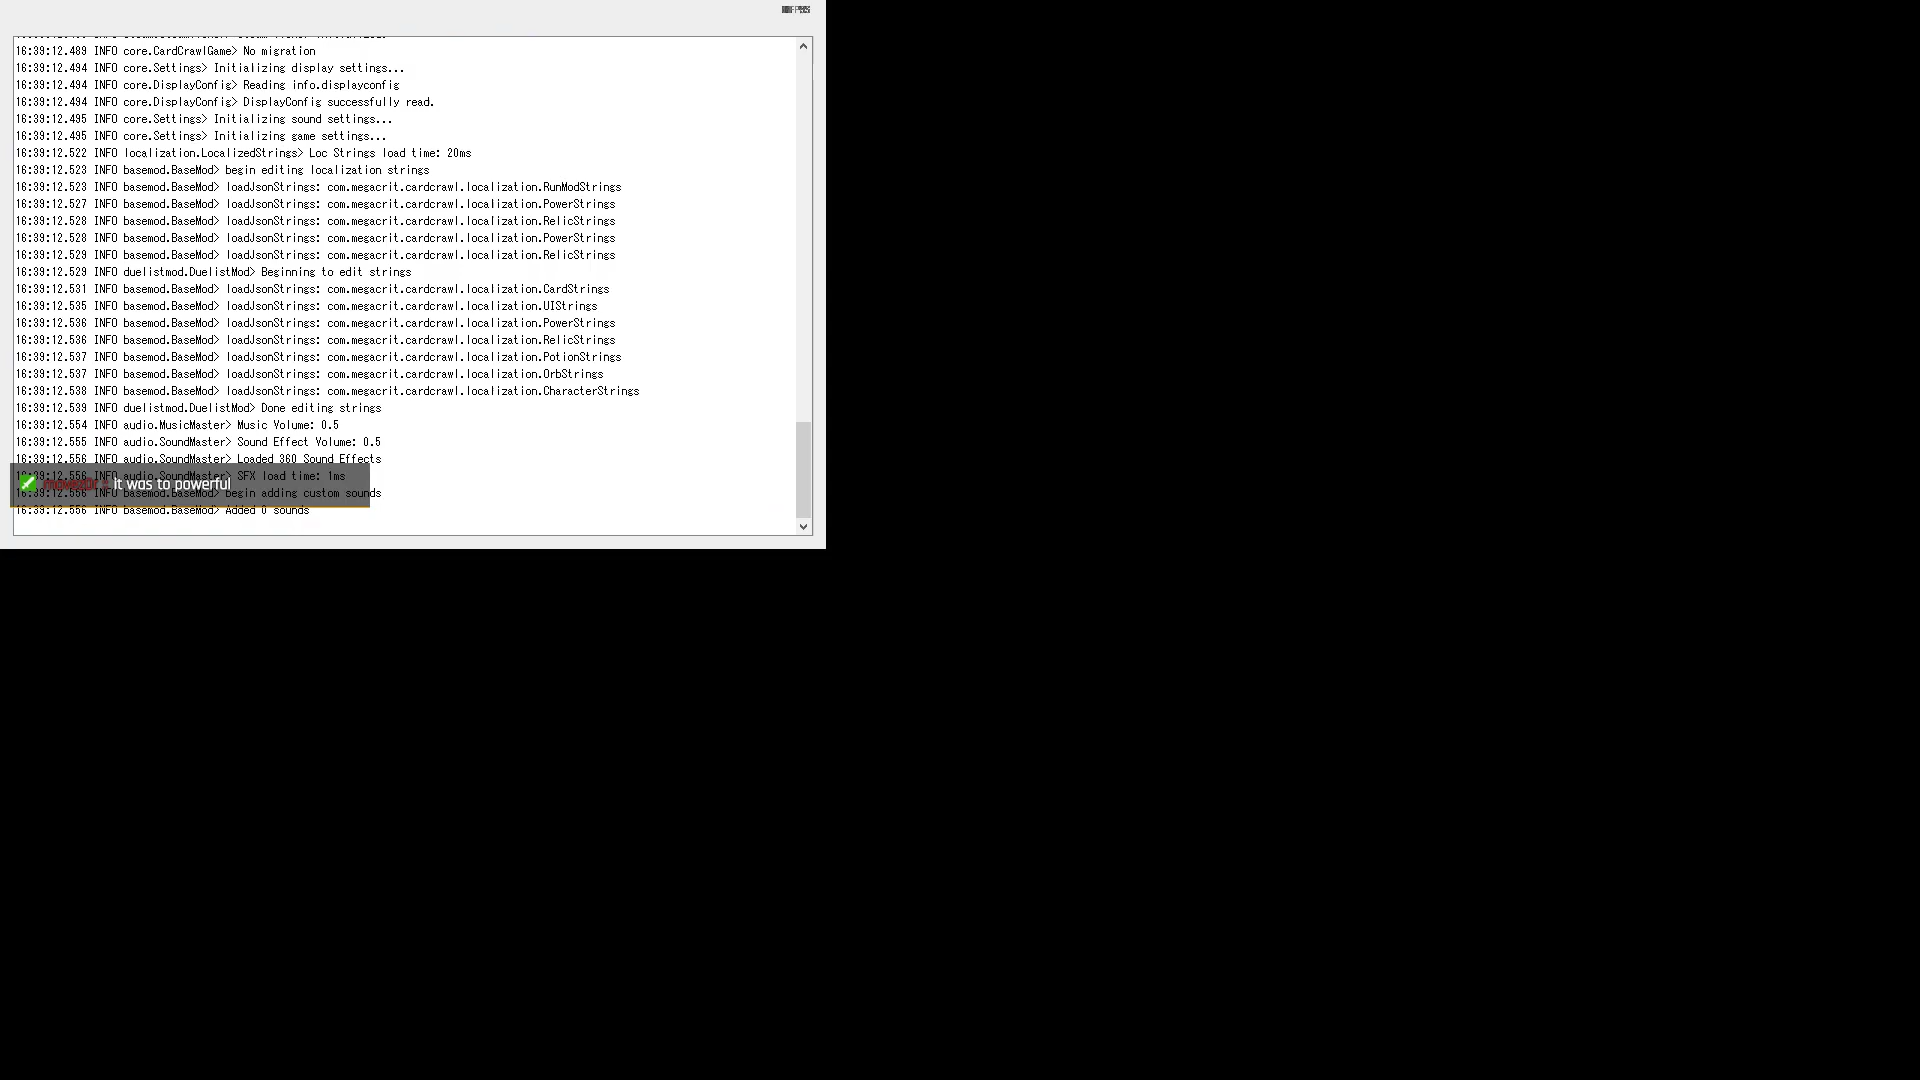 16:39:12.489 INFO core.CardCrawlGame> No migration
16:39:12.494 INFO core.Settings> Initializing display settings...
16:39:12.494 INFO core.DisplayConfig> Reading info.displayconfig
16:39:12.494 INFO core.DisplayConfig> DisplayConfig successfully read.
16:39:12.495 INFO core.Settings> Initializing sound settings...
16:39:12.495 INFO core.Settings> Initializing game settings...
16:39:12.522 INFO localization.LocalizedStrings> Loc Strings load time: 20ms
16:39:12.523 INFO basemod.BaseMod> begin editing localization strings
16:39:12.523 INFO basemod.BaseMod> loadJsonStrings: com.megacrit.cardcrawl.localization.RunModStrings
16:39:12.527 INFO basemod.BaseMod> loadJsonStrings: com.megacrit.cardcrawl.localization.PowerStrings
16:39:12.528 INFO basemod.BaseMod> loadJsonStrings: com.megacrit.cardcrawl.localization.RelicStrings
16:39:12.528 INFO basemod.BaseMod> loadJsonStrings: com.megacrit.cardcrawl.localization.PowerStrings
16:39:12.529 INFO basemod.BaseMod> loadJsonStrings: com.megacrit.cardcrawl.localization.RelicStrings
16:39:12.529 INFO duelistmod.DuelistMod> Beginning to edit strings
16:39:12.531 INFO basemod.BaseMod> loadJsonStrings: com.megacrit.cardcrawl.localization.CardStrings
16:39:12.535 INFO basemod.BaseMod> loadJsonStrings: com.megacrit.cardcrawl.localization.UIStrings
16:39:12.536 INFO basemod.BaseMod> loadJsonStrings: com.megacrit.cardcrawl.localization.PowerStrings
16:39:12.536 INFO basemod.BaseMod> loadJsonStrings: com.megacrit.cardcrawl.localization.RelicStrings
16:39:12.537 INFO basemod.BaseMod> loadJsonStrings: com.megacrit.cardcrawl.localization.PotionStrings
16:39:12.537 INFO basemod.BaseMod> loadJsonStrings: com.megacrit.cardcrawl.localization.OrbStrings
16:39:12.538 INFO basemod.BaseMod> loadJsonStrings: com.megacrit.cardcrawl.localization.CharacterStrings
16:39:12.539 INFO duelistmod.DuelistMod> Done editing strings
16:39:12.554 INFO audio.MusicMaster> Music Volume: 0.5
16:39:12.555 INFO audio.SoundMaster> Sound Effect Volume: 0.5
16:39:12.556 INFO audio.SoundMaster> Loaded 360 Sound Effects
16:39:12.556 INFO audio.SoundMaster> SFX load time: 1ms
it was to powerful
16:39:12.556 INFO basemod.BaseMod> begin adding custom sounds
16:39:12.556 INFO basemod.BaseMod> Added 0 sounds